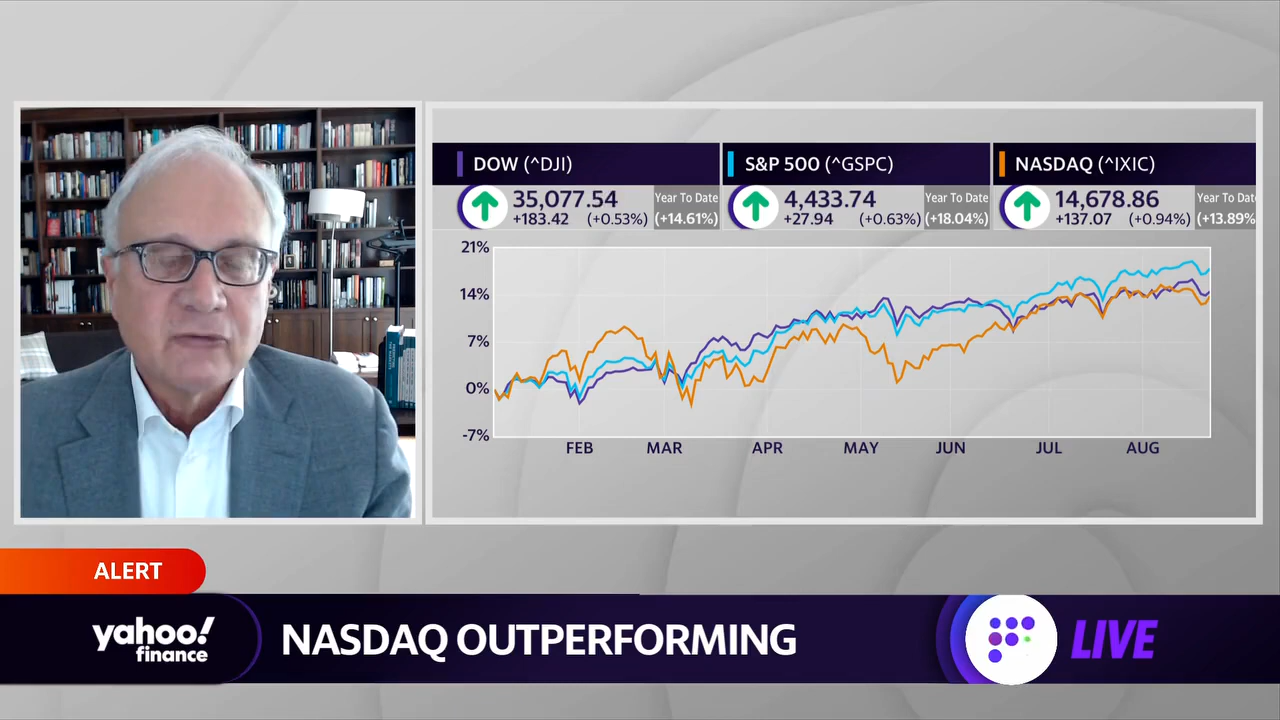 DOW (^DJI)
35,077.54
+183.42 (+0.53%)
Year To Date
(+14.61%)
S&P 500 (^GSPC)
4,433.74
+27.94 (+0.63%)
Year To Date
(+18.04%)
NASDAQ (^IXIC)
14,678.86
+137.07 (+0.94%)
Year To Dat
(+13.89%
21%
14%
7%
0%
-7%
FEB MAR APR MAY JUN JUL AUG
ALERT
yahoo!
finance
NASDAQ OUTPERFORMING
LIVE